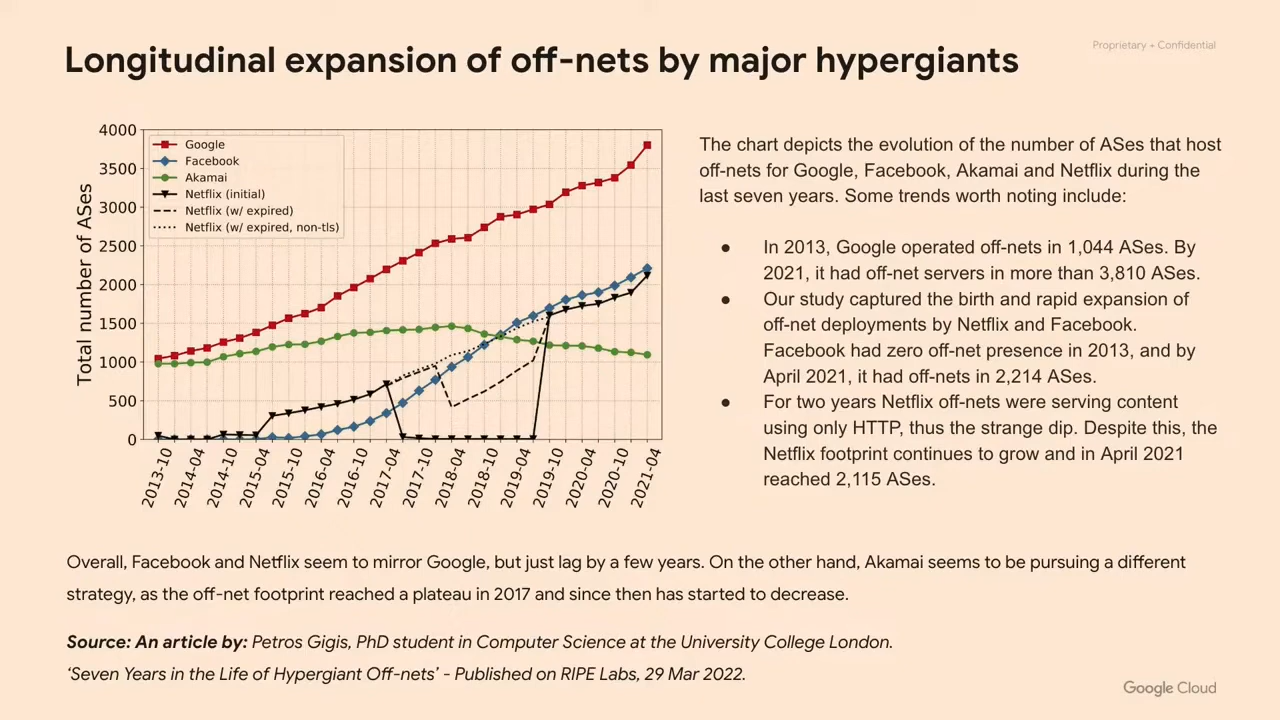 Longitudinal expansion of off-nets by major hypergiants
Proprietary + Confidential
Total number of ASes
4000
3500
3000
2500
2000
1500
1000
500
0
Google
Facebook
Akamai
Netflix (initial)
Netflix (w/ expired)
Netflix (w/ expired, non-tls)
2013-10
2014-04
2014-10
2015-04
2015-10
2016-04
2016-10
2017-04
2017-10
2018-04
2018-10
2019-04
2019-10
2020-04
2020-10
2021-04
The chart depicts the evolution of the number of ASes that host
off-nets for Google, Facebook, Akamai and Netflix during the
last seven years. Some trends worth noting include:
● In 2013, Google operated off-nets in 1,044 ASes. By
2021, it had off-net servers in more than 3,810 ASes.
● Our study captured the birth and rapid expansion of
off-net deployments by Netflix and Facebook.
Facebook had zero off-net presence in 2013, and by
April 2021, it had off-nets in 2,214 ASes.
● For two years Netflix off-nets were serving content
using only HTTP, thus the strange dip. Despite this, the
Netflix footprint continues to grow and in April 2021
reached 2,115 ASes.
Overall, Facebook and Netflix seem to mirror Google, but just lag by a few years. On the other hand, Akamai seems to be pursuing a different
strategy, as the off-net footprint reached a plateau in 2017 and since then has started to decrease.
Source: An article by: Petros Gigis, PhD student in Computer Science at the University College London.
‘Seven Years in the Life of Hypergiant Off-nets’ - Published on RIPE Labs, 29 Mar 2022.
Google Cloud